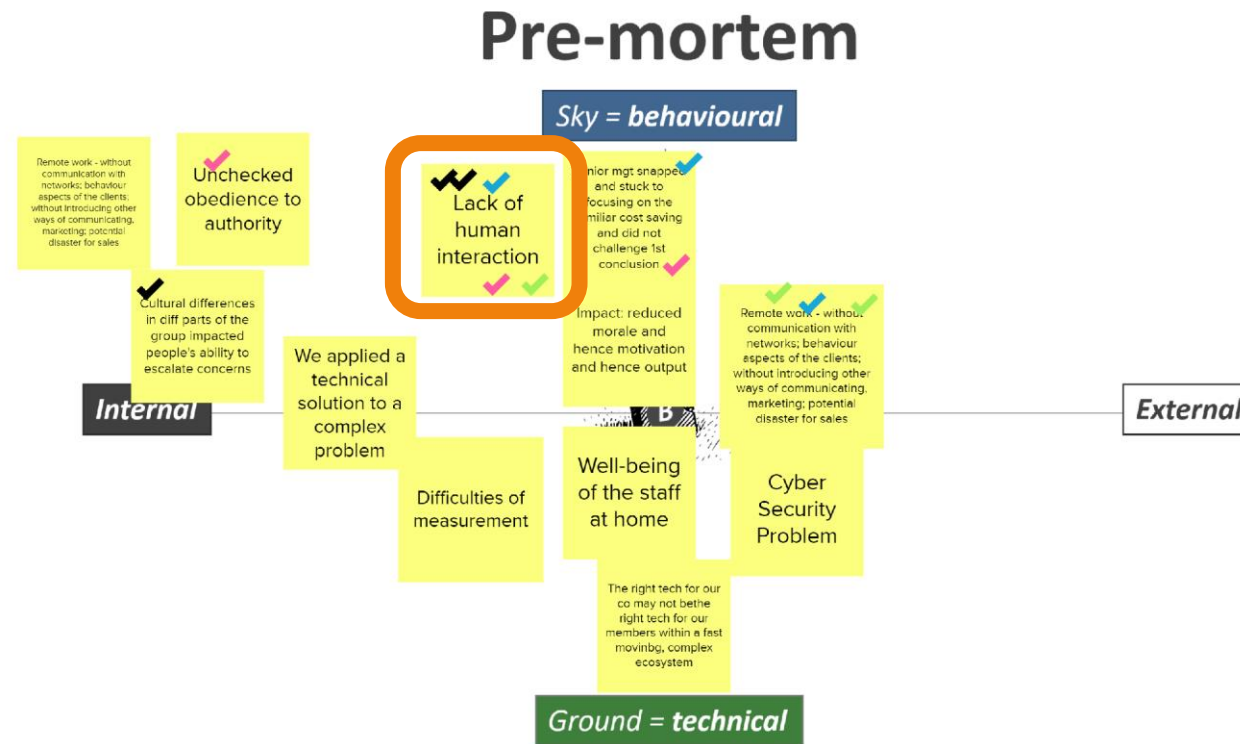 Pre-mortem
Sky = behavioural
Remote work - without
communication with
networks; behaviour
aspects of the clients;
without introducing other
ways of communicating,
marketing; potential
disaster for sales
Unchecked
obedience to
authority
Lack of
human
interaction
nior mgt snapped
and stuck to
focusing on the
miliar cost saving
and did not
challenge 1st
conclusion
Impact: reduced
morale and
hence motivation
and hence output
Cultural differences
in diff parts of the
group impacted
people's ability to
escalate concerns
Remote work - without
communication with
networks; behaviour
aspects of the clients;
without introducing other
ways of communicating,
marketing; potential
disaster for sales
We applied a
technical
solution to a
complex
problem
Internal
B
External
Difficulties of
measurement
Well-being
of the staff
at home
Cyber
Security
Problem
The right tech for our
co may not bethe
right tech for our
members within a fast
movinbg, complex
ecosystem
Ground = technical